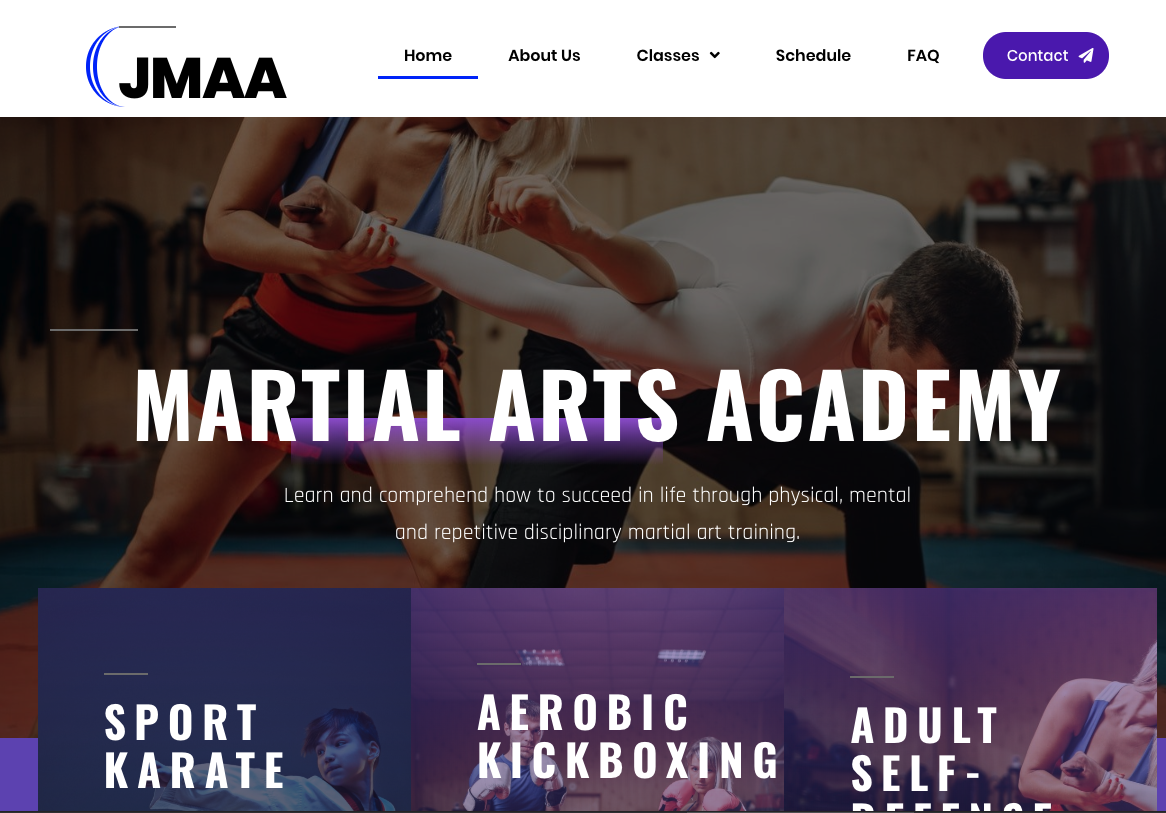 JMAA
Home About Us Classes Schedule FAQ Contact
MARTIAL ARTS ACADEMY
Learn and comprehend how to succeed in life through physical, mental
and repetitive disciplinary martial art training.
SPORT
KARATE
AEROBIC
KICKBOXING
ADULT
SELF-
DEFENSE